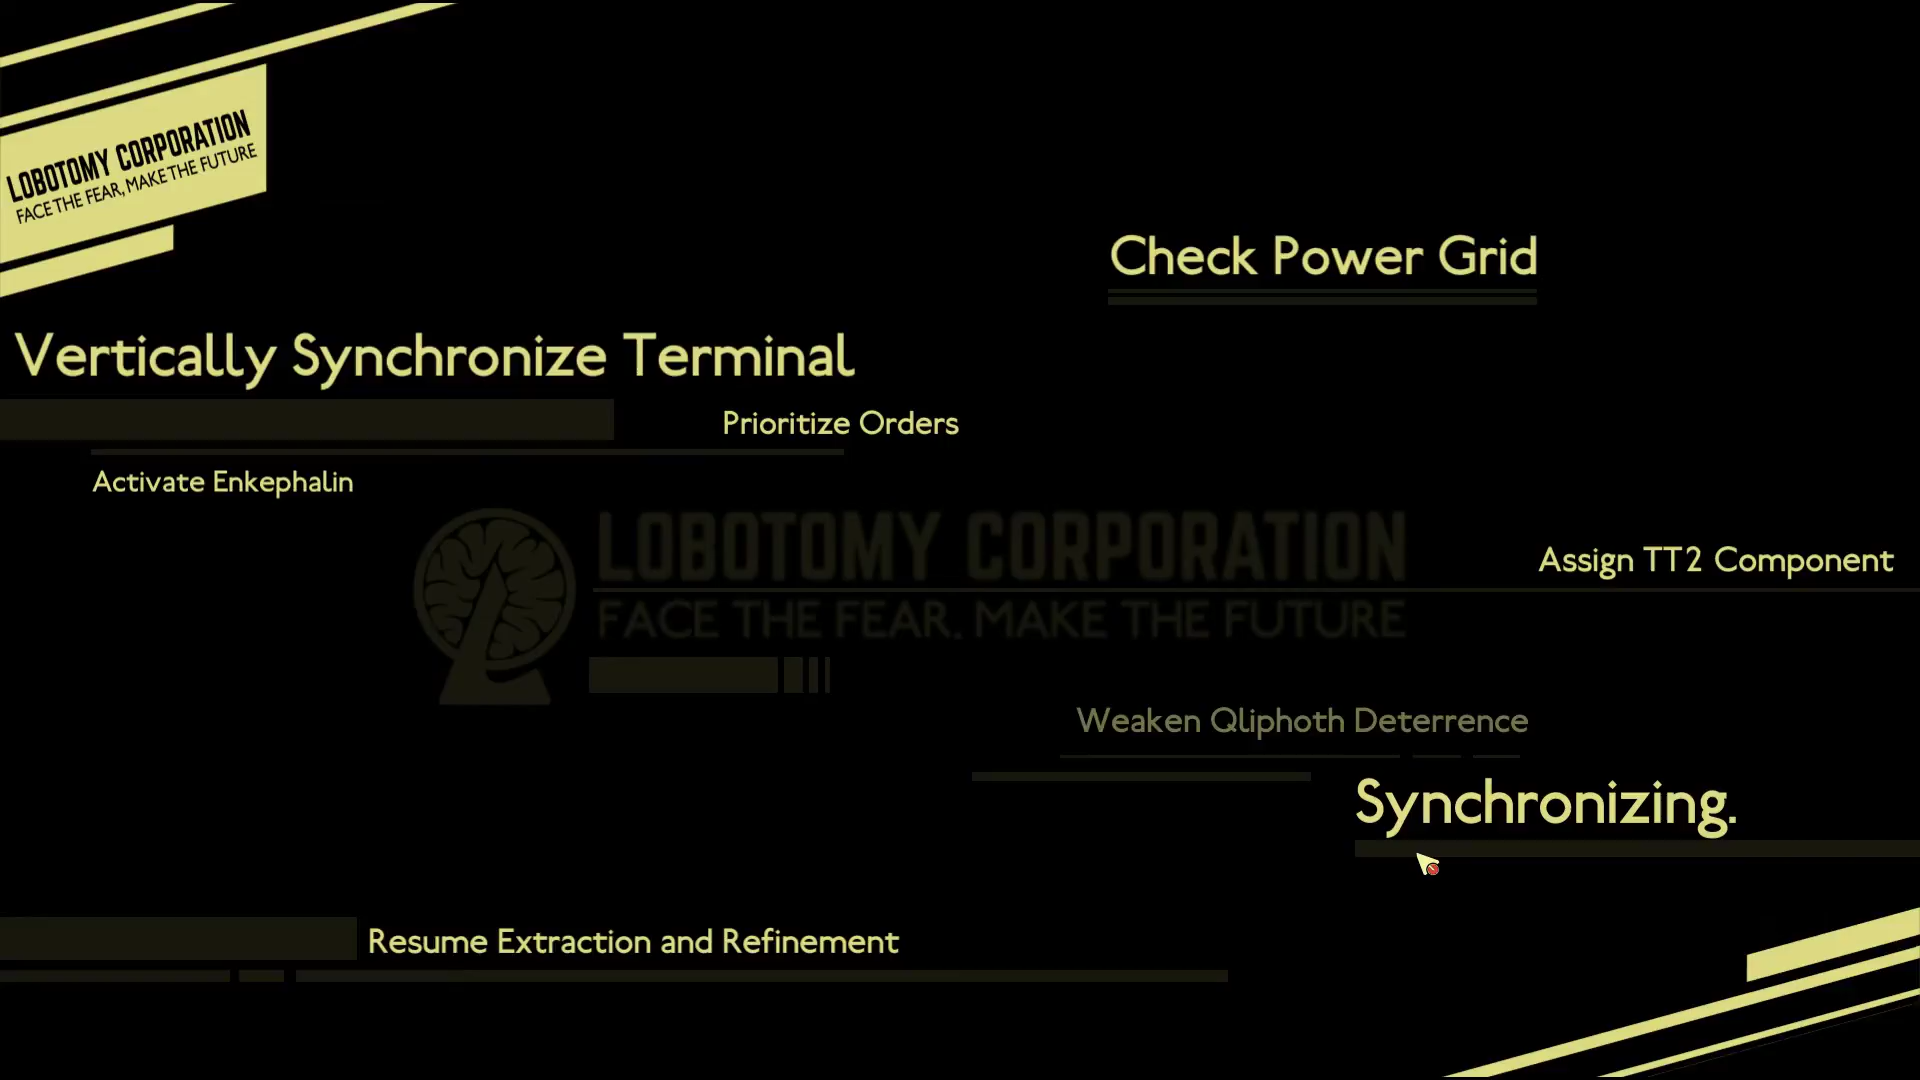 LOBOTOMY CORPORATION
FACE THE FEAR, MAKE THE FUTURE
Check Power Grid
Vertically Synchronize Terminal
Prioritize Orders
Activate Enkephalin
LOBOTOMY CORPORATION
Assign TT2 Component
FACE THE FEAR. MAKE THE FUTURE
Weaken Qliphoth Deterrence
Synchronizing.
Resume Extraction and Refinement